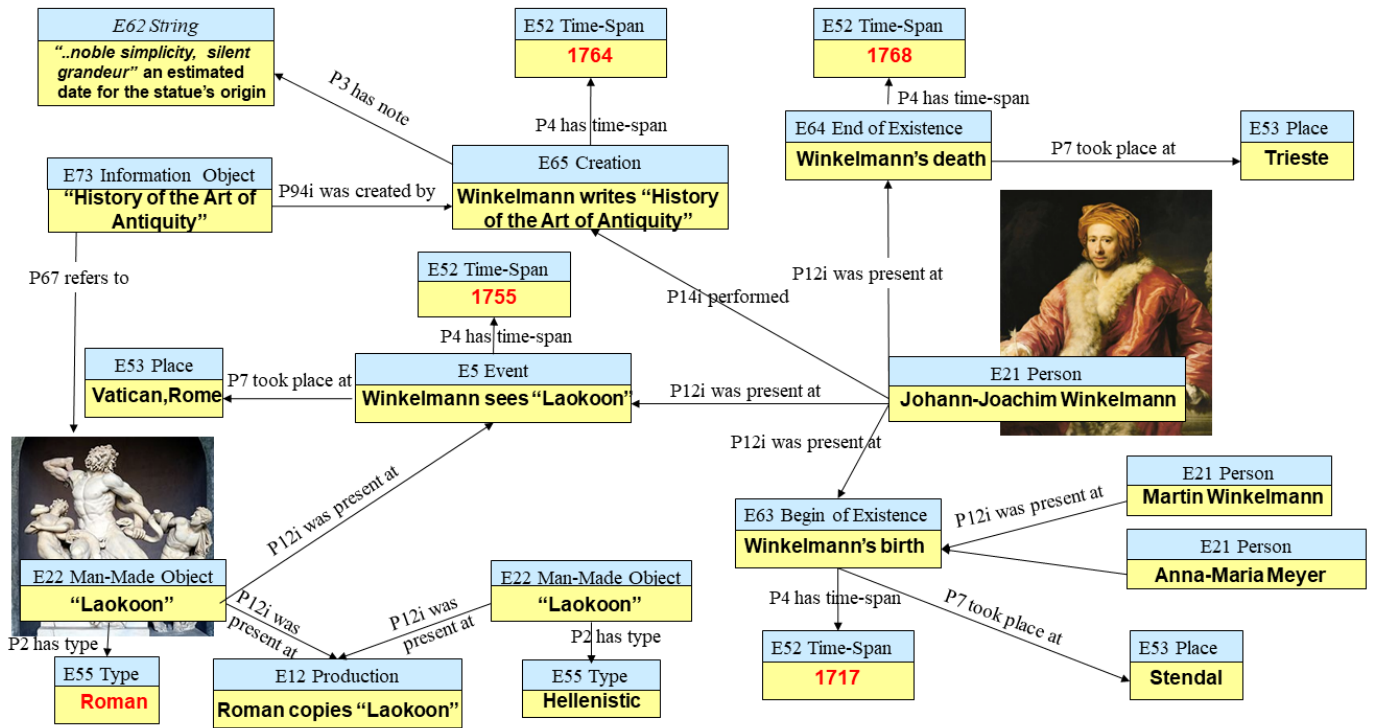 E62 String
“..noble simplicity, silent
grandeur” an estimated
date for the statue’s origin
E52 Time-Span
1764
E52 Time-Span
1768
P3 has note
P4 has time-span
P4 has time-span
E64 End of Existence
Winkelmann’s death
P7 took place at
E53 Place
Trieste
E73 Information Object
“History of the Art of
Antiquity”
P94i was created by
E65 Creation
Winkelmann writes “History
of the Art of Antiquity”
P67 refers to
E52 Time-Span
1755
P4 has time-span
P14i performed
P12i was present at
E53 Place
Vatican,Rome
P7 took place at
E5 Event
Winkelmann sees “Laokoon”
P12i was present at
E21 Person
Johann-Joachim Winkelmann
P12i was present at
P12i was present at
E63 Begin of Existence
Winkelmann’s birth
P12i was present at
E21 Person
Martin Winkelmann
E21 Person
Anna-Maria Meyer
E22 Man-Made Object
“Laokoon”
P12i was
present at
P12i was
present at
E22 Man-Made Object
“Laokoon”
P2 has type
E55 Type
Roman
E12 Production
Roman copies “Laokoon”
P2 has type
E55 Type
Hellenistic
P4 has time-span
E52 Time-Span
1717
P7 took place at
E53 Place
Stendal